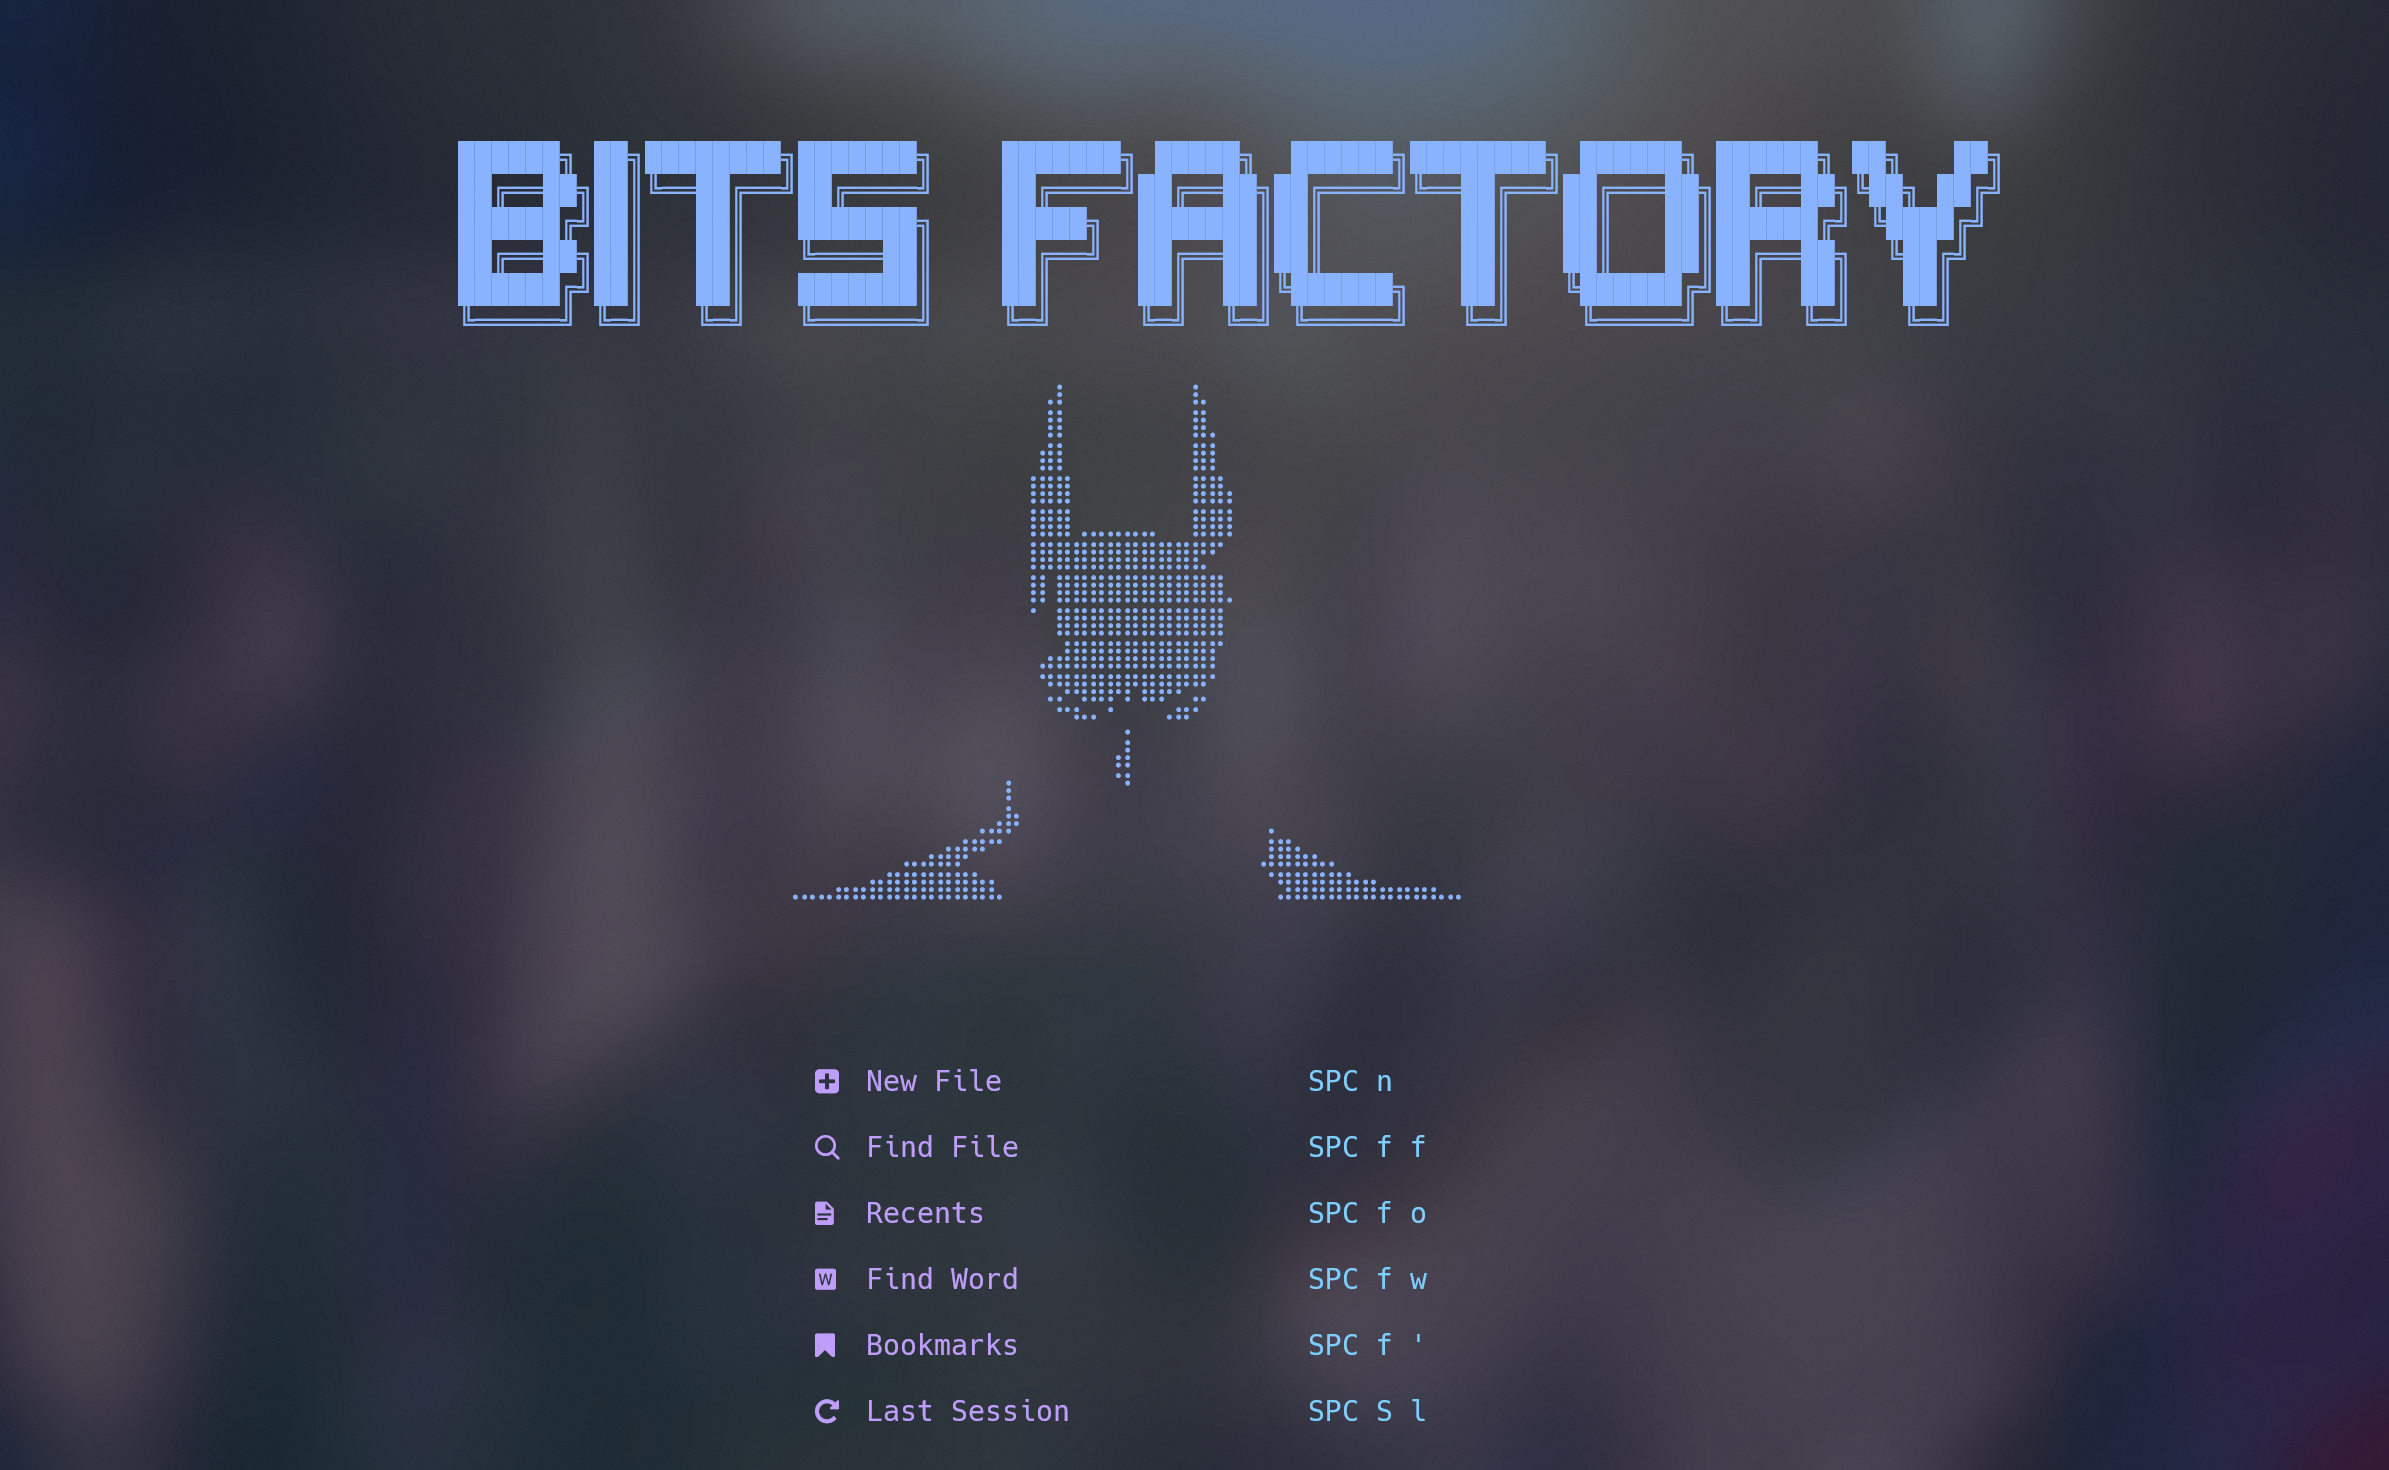 BITS FACTORY
New File SPC n
Find File SPC f f
Recents SPC f o
Find Word SPC f w
Bookmarks SPC f '
Last Session SPC S l